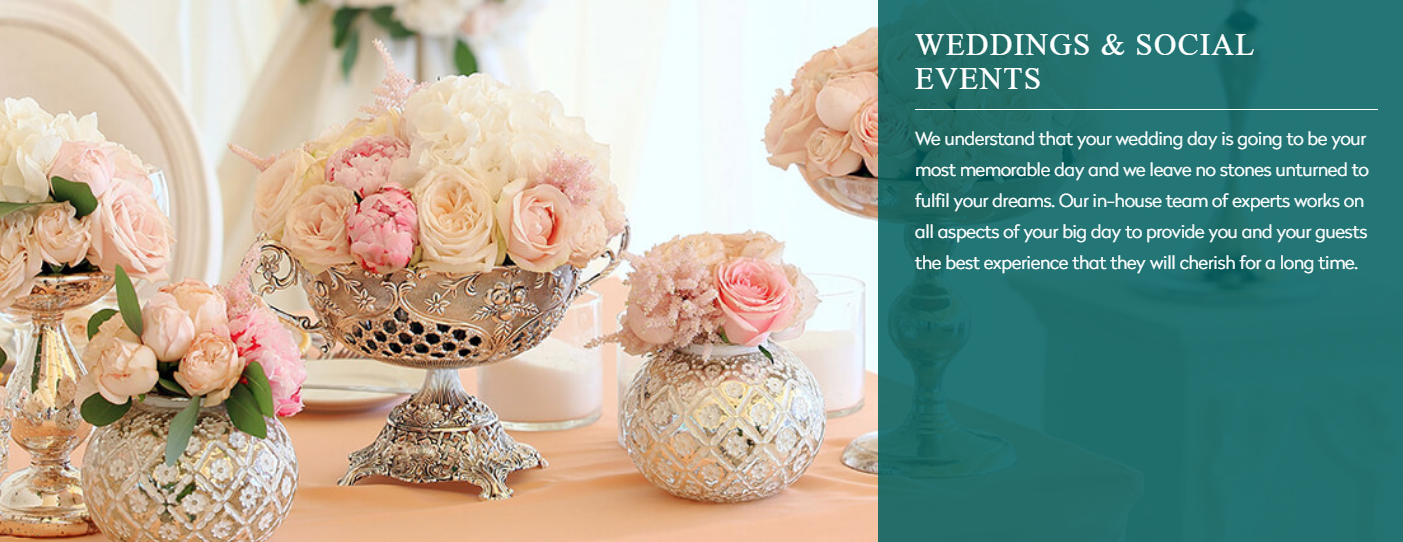 WEDDINGS & SOCIAL
EVENTS
We understand that your wedding day is going to be your
most memorable day and we leave no stones unturned to
fulfil your dreams. Our in-house team of experts works on
all aspects of your big day to provide you and your guests
the best experience that they will cherish for a long time.